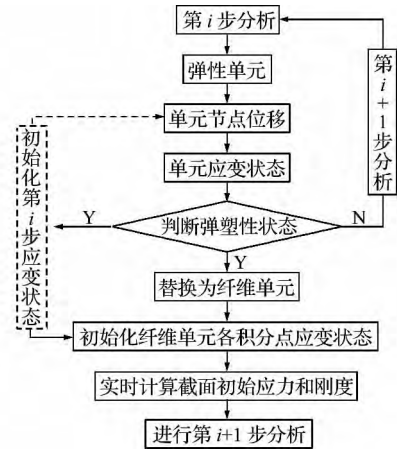 第i步分析
弹性单元
单元节点位移
单元应变状态
判断弹塑性状态
Y
N
Y
替换为纤维单元
初始化纤维单元各积分点应变状态
实时计算截面初始应力和刚度
进行第i+1步分析
初始化第i步应变状态
第i+1步分析